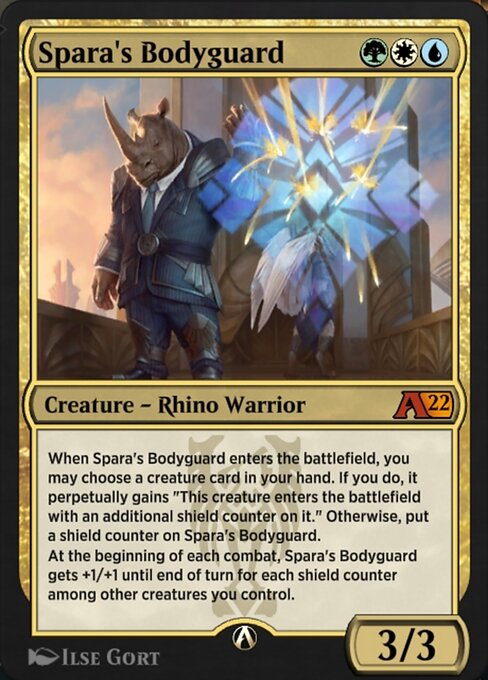 Spara's Bodyguard
Creature – Rhino Warrior
A22
When Spara's Bodyguard enters the battlefield, you
may choose a creature card in your hand. If you do, it
perpetually gains "This creature enters the battlefield
with an additional shield counter on it." Otherwise, put
a shield counter on Spara's Bodyguard.
At the beginning of each combat, Spara's Bodyguard
gets +1/+1 until end of turn for each shield counter
among other creatures you control.
3/3
Ilse Gort